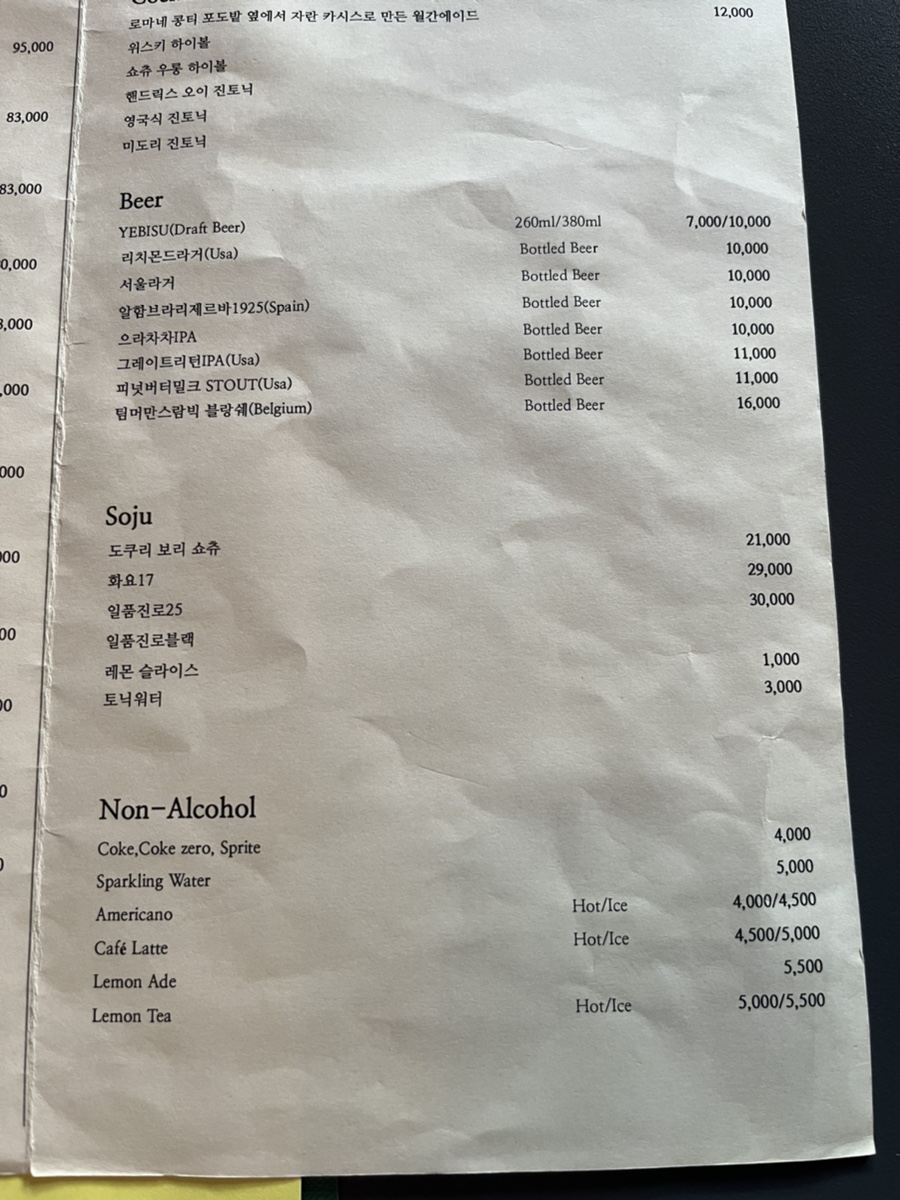 95,000
83,000
83,000
로마네 콩티 포도밭 옆에서 자란 카시스로 만든 월간에이드 12,000
위스키 하이볼
쇼츄 우롱 하이볼
핸드릭스 오이 진토닉
영국식 진토닉
미도리 진토닉
Beer
YEBISU(Draft Beer) 260ml/380ml 7,000/10,000
리치몬드라거(Usa) Bottled Beer 10,000
서울라거 Bottled Beer 10,000
알함브라리제르바1925(Spain) Bottled Beer 10,000
으라차차IPA Bottled Beer 10,000
그레이트리턴IPA(Usa) Bottled Beer 11,000
피넛버터밀크 STOUT(Usa) Bottled Beer 11,000
팀머만스람빅 블랑쉐(Belgium) Bottled Beer 16,000
Soju
도쿠리 보리 쇼츄 21,000
화요17 29,000
일품진로25 30,000
일품진로블랙
레몬 슬라이스 1,000
토닉워터 3,000
Non-Alcohol
Coke,Coke zero, Sprite 4,000
Sparkling Water 5,000
Americano Hot/Ice 4,000/4,500
Café Latte Hot/Ice 4,500/5,000
Lemon Ade 5,500
Lemon Tea Hot/Ice 5,000/5,500